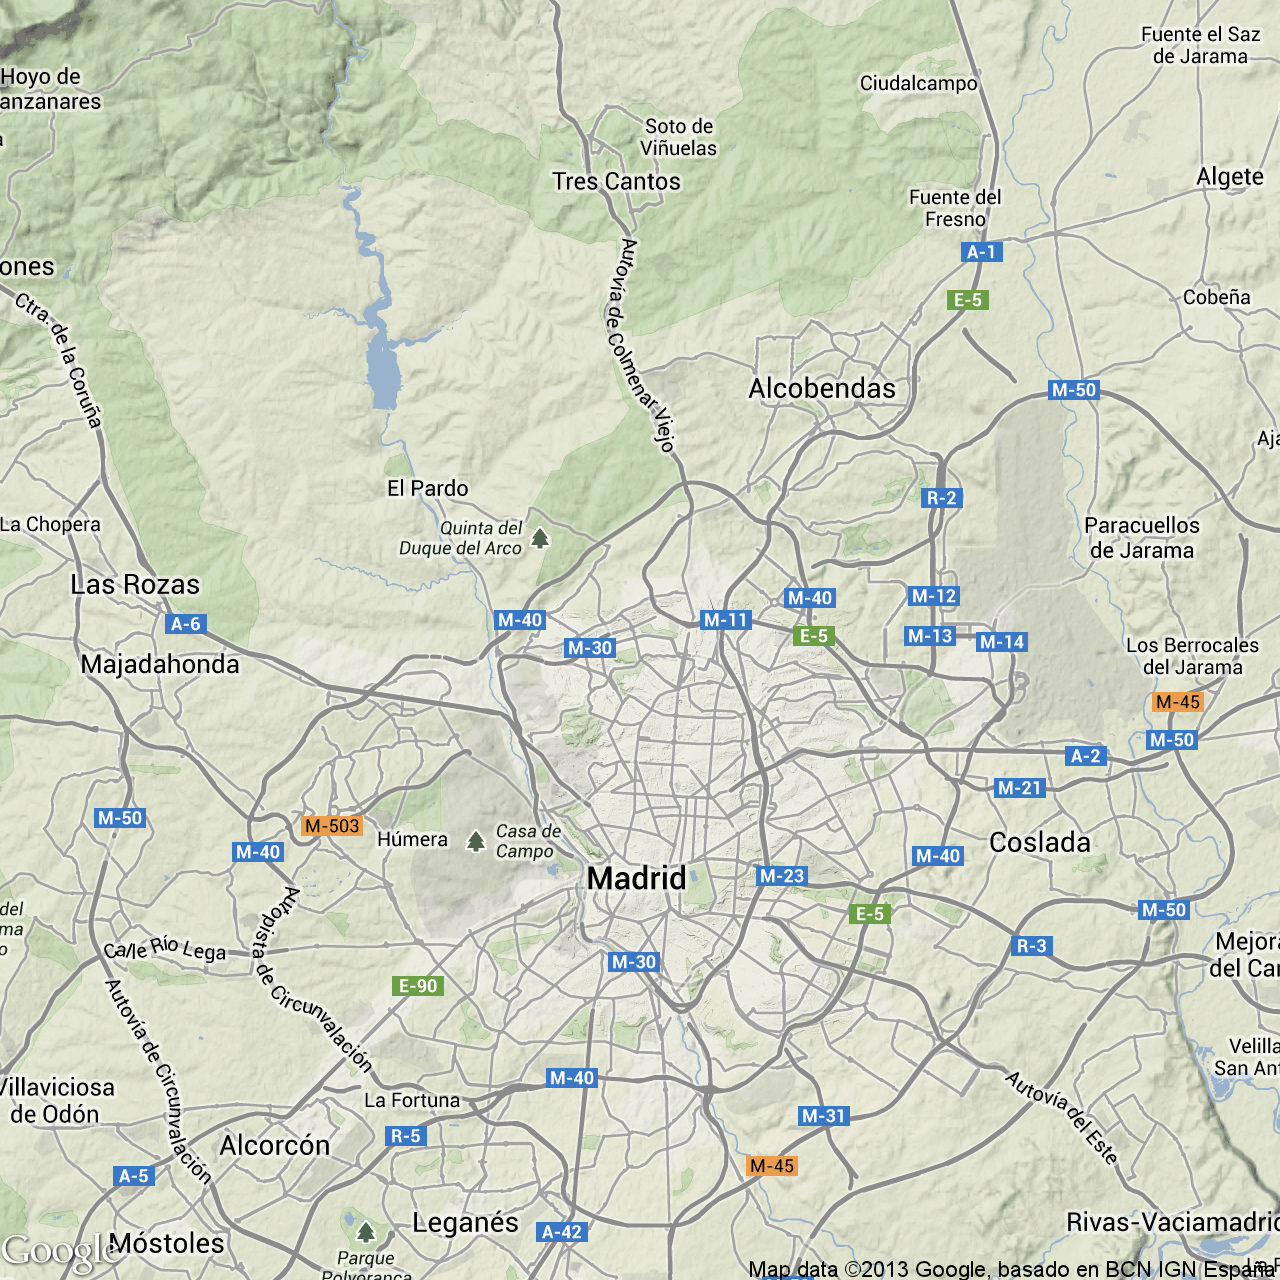 Fuente el Saz
de Jarama
Hoyo de
anzanares
Ciudalcampo
Soto de
Viñuelas
Tres Cantos
Algete
Fuente del
Fresno
A-1
ones
E-5
Cobeña
Ctra. de la Coruña
Autovía de Colmenar Viejo
Alcobendas
M-50
Aja
El Pardo
R-2
La Chopera
Quinta del
Duque del Arco
Paracuellos
de Jarama
Las Rozas
A-6
M-40
M-12
M-40
M-11
M-30
E-5
M-13
M-14
Majadahonda
Los Berrocales
del Jarama
M-45
M-50
A-2
M-21
M-50
M-503
Húmera
Casa de
Campo
M-40
Coslada
M-40
Madrid
M-23
E-5
M-50
del
ma
o
Autopista de Circunvalación
Calle Río Lega
R-3
Mejora
del Car
M-30
E-90
Autovía de Circunvalación
Velilla
San Ant
Villaviciosa
de Odón
M-40
La Fortuna
Autovía del Este
M-31
R-5
Alcorcón
A-5
M-45
Leganés
A-42
Rivas-Vaciamadrid
Móstoles
Google
Parque
Polvoranca
Map data ©2013 Google, basado en BCN IGN España